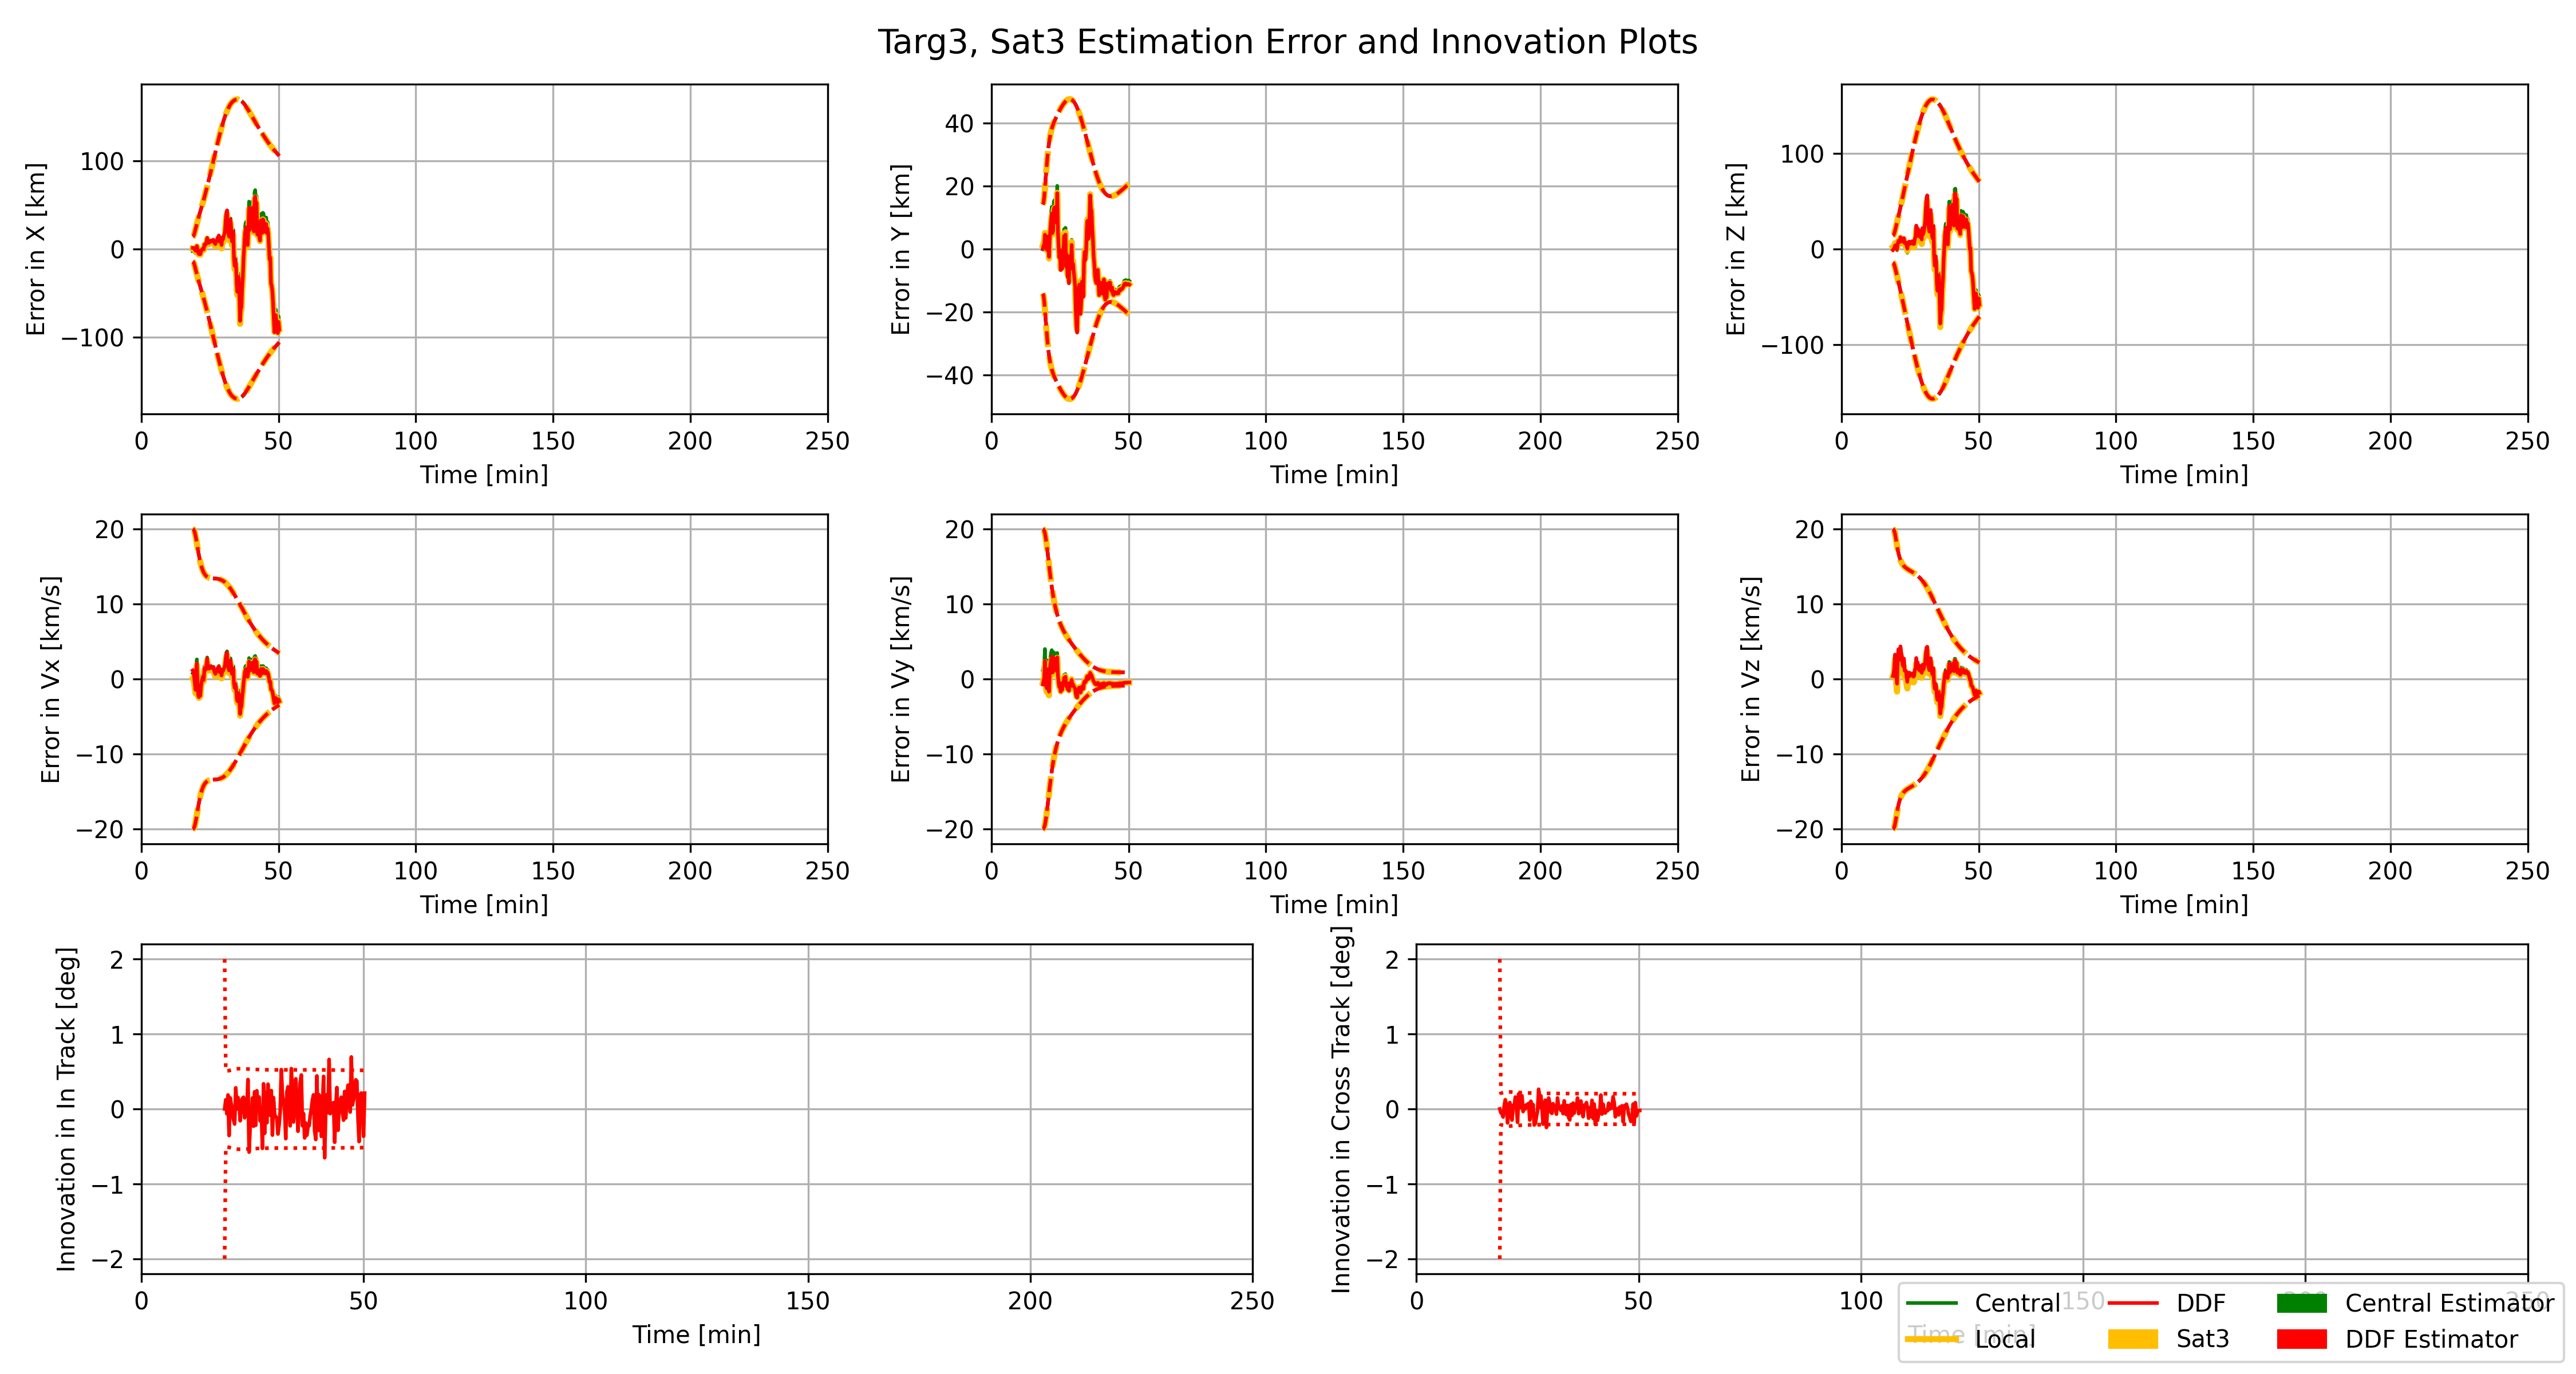 Targ3, Sat3 Estimation Error and Innovation Plots
Error in X [km]
100
0
−100
0 50 100 150 200 250
Time [min]
Error in Y [km]
40
20
0
−20
−40
0 50 100 150 200 250
Time [min]
Error in Z [km]
100
0
−100
0 50 100 150 200 250
Time [min]
Error in Vx [km/s]
20
10
0
−10
−20
0 50 100 150 200 250
Time [min]
Error in Vy [km/s]
20
10
0
−10
−20
0 50 100 150 200 250
Time [min]
Error in Vz [km/s]
20
10
0
−10
−20
0 50 100 150 200 250
Time [min]
Innovation in In Track [deg]
2
1
0
−1
−2
0 50 100 150 200 250
Time [min]
Innovation in Cross Track [deg]
2
1
0
−1
−2
0 50 100 150 200 250
Time [min]
Central DDF Central Estimator
Local Sat3 DDF Estimator